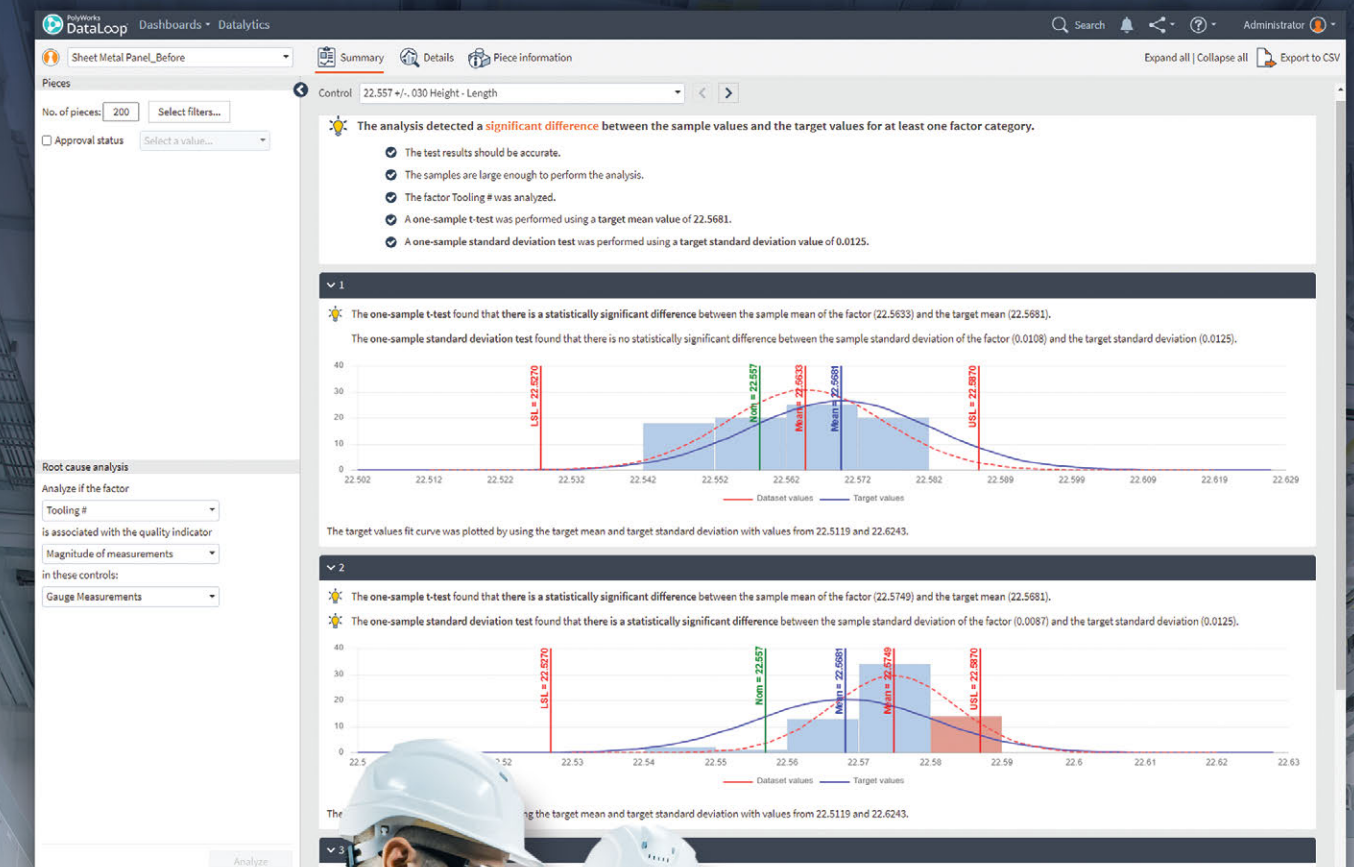 PolyWorks
DataLoop Dashboards Datalytics Search ? Administrator
Sheet Metal Panel_Before Summary Details Piece information Expand all | Collapse all Export to CSV
Pieces
No. of pieces: 200 Select filters...
Approval status Select a value...
Root cause analysis
Analyze if the factor
Tooling #
is associated with the quality indicator
Magnitude of measurements
in these controls:
Gauge Measurements
Analyze
Control 22.557 +/-. 030 Height - Length
The analysis detected a significant difference between the sample values and the target values for at least one factor category.
The test results should be accurate.
The samples are large enough to perform the analysis.
The factor Tooling # was analyzed.
A one-sample t-test was performed using a target mean value of 22.5681.
A one-sample standard deviation test was performed using a target standard deviation value of 0.0125.
1
The one-sample t-test found that there is a statistically significant difference between the sample mean of the factor (22.5633) and the target mean (22.5681).
The one-sample standard deviation test found that there is no statistically significant difference between the sample standard deviation of the factor (0.0108) and the target standard deviation (0.0125).
40
30
20
10
0
LSL = 22.5270
Nom = 22.557
Mean = 22.5633
Mean = 22.5681
USL = 22.5870
22.502 22.512 22.522 22.532 22.542 22.552 22.562 22.572 22.582 22.589 22.599 22.609 22.619 22.629
Dataset values Target values
The target values fit curve was plotted by using the target mean and target standard deviation with values from 22.5119 and 22.6243.
2
The one-sample t-test found that there is a statistically significant difference between the sample mean of the factor (22.5749) and the target mean (22.5681).
The one-sample standard deviation test found that there is a statistically significant difference between the sample standard deviation of the factor (0.0087) and the target standard deviation (0.0125).
40
30
20
10
0
LSL = 22.5270
Nom = 22.557
Mean = 22.5681
Mean = 22.5749
USL = 22.5870
22.5 22.53 22.54 22.55 22.56 22.57 22.58 22.59 22.6 22.61 22.62 22.63
Dataset values Target values
the target mean and target standard deviation with values from 22.5119 and 22.6243.
3